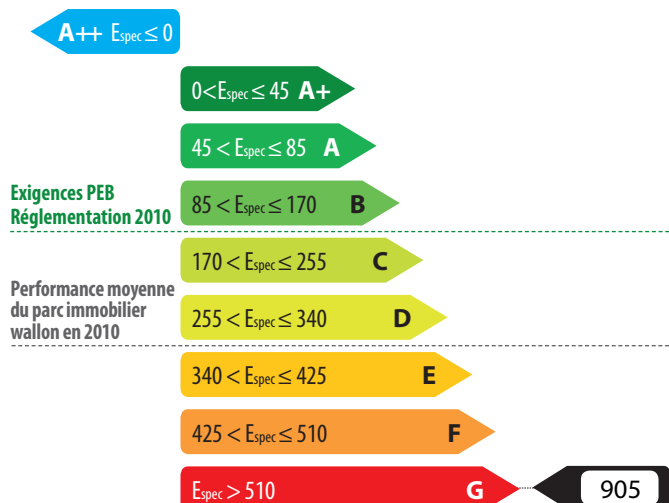 A++ Espec ≤ 0
0<Espec ≤ 45 A+
45 < Espec ≤ 85 A
Exigences PEB
Réglementation 2010
85 < Espec ≤ 170 B
170 < Espec ≤ 255 C
Performance moyenne
du parc immobilier
wallon en 2010
255 < Espec ≤ 340 D
340 < Espec ≤ 425 E
425 < Espec ≤ 510 F
Espec > 510 G 905